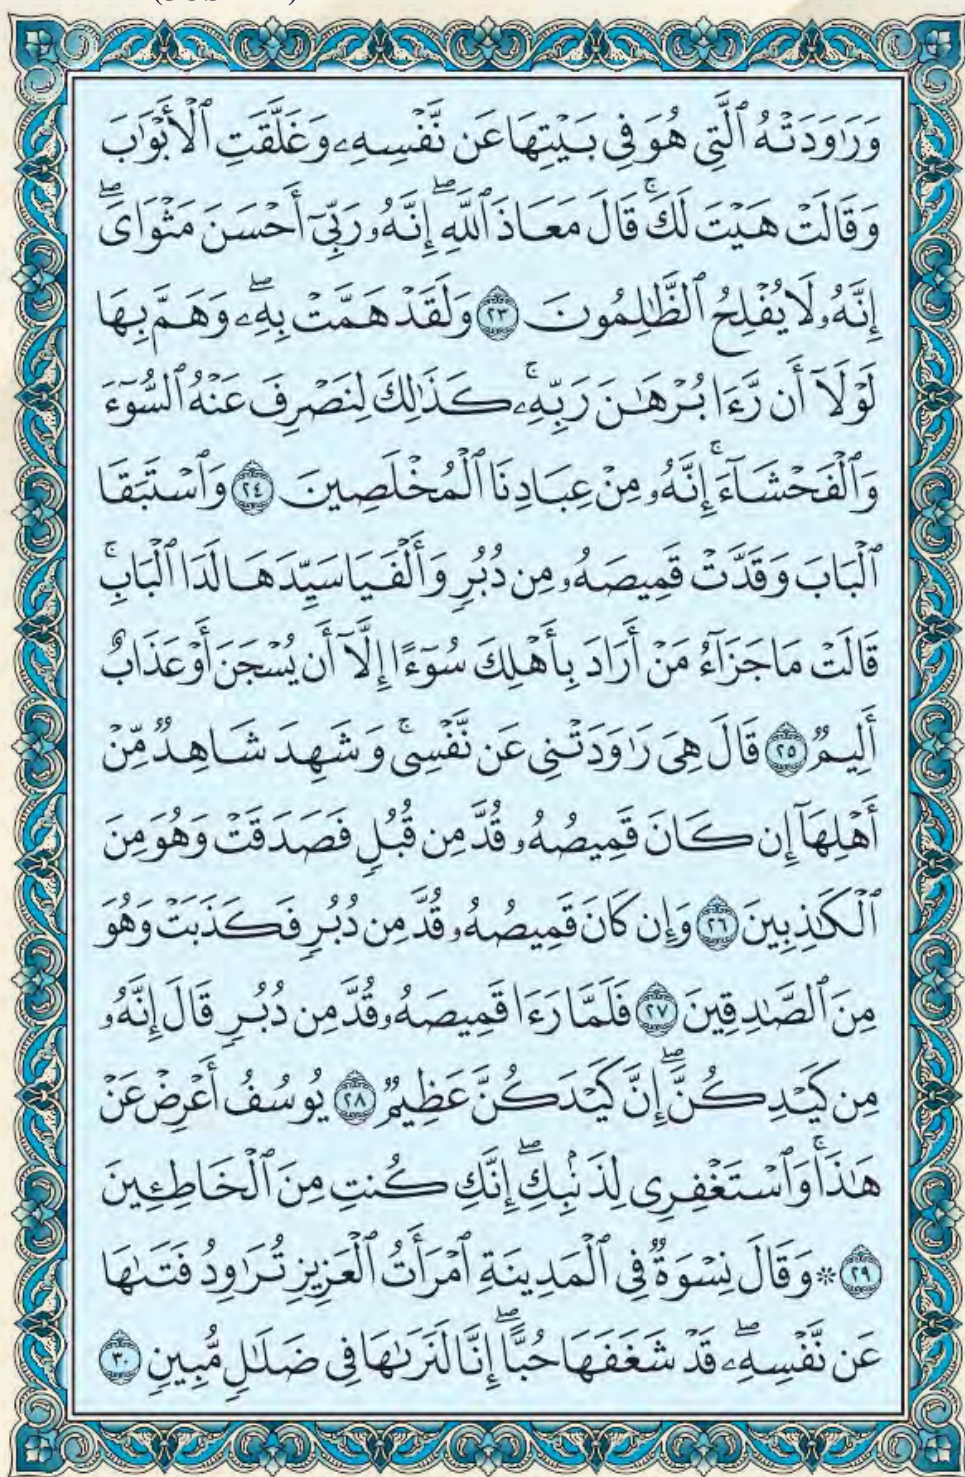 وَرَٰوَدَتْهُ ٱلَّتِى هُوَ فِى بَيْتِهَا عَن نَّفْسِهِۦ وَغَلَّقَتِ ٱلْأَبْوَٰبَ
وَقَالَتْ هَيْتَ لَكَ ۚ قَالَ مَعَاذَ ٱللَّهِ ۖ إِنَّهُۥ رَبِّىٓ أَحْسَنَ مَثْوَاىَ ۖ
إِنَّهُۥ لَا يُفْلِحُ ٱلظَّٰلِمُونَ ٢٣ وَلَقَدْ هَمَّتْ بِهِۦ ۖ وَهَمَّ بِهَا
لَوْلَآ أَن رَّءَا بُرْهَٰنَ رَبِّهِۦ ۚ كَذَٰلِكَ لِنَصْرِفَ عَنْهُ ٱلسُّوٓءَ
وَٱلْفَحْشَآءَ ۚ إِنَّهُۥ مِنْ عِبَادِنَا ٱلْمُخْلَصِينَ ٢٤ وَٱسْتَبَقَا
ٱلْبَابَ وَقَدَّتْ قَمِيصَهُۥ مِن دُبُرٍ وَأَلْفَيَا سَيِّدَهَا لَدَا ٱلْبَابِ ۚ
قَالَتْ مَا جَزَآءُ مَنْ أَرَادَ بِأَهْلِكَ سُوٓءًا إِلَّآ أَن يُسْجَنَ أَوْ عَذَابٌ
أَلِيمٌ ٢٥ قَالَ هِىَ رَٰوَدَتْنِى عَن نَّفْسِى ۚ وَشَهِدَ شَاهِدٌ مِّنْ
أَهْلِهَآ إِن كَانَ قَمِيصُهُۥ قُدَّ مِن قُبُلٍ فَصَدَقَتْ وَهُوَ مِنَ
ٱلْكَٰذِبِينَ ٢٦ وَإِن كَانَ قَمِيصُهُۥ قُدَّ مِن دُبُرٍ فَكَذَبَتْ وَهُوَ
مِنَ ٱلصَّٰدِقِينَ ٢٧ فَلَمَّا رَءَا قَمِيصَهُۥ قُدَّ مِن دُبُرٍ قَالَ إِنَّهُۥ
مِن كَيْدِكُنَّ ۖ إِنَّ كَيْدَكُنَّ عَظِيمٌ ٢٨ يُوسُفُ أَعْرِضْ عَنْ
هَٰذَا ۚ وَٱسْتَغْفِرِى لِذَنۢبِكِ ۖ إِنَّكِ كُنتِ مِنَ ٱلْخَاطِـِٔينَ
٢٩ * وَقَالَ نِسْوَةٌ فِى ٱلْمَدِينَةِ ٱمْرَأَتُ ٱلْعَزِيزِ تُرَٰوِدُ فَتَىٰهَا
عَن نَّفْسِهِۦ ۖ قَدْ شَغَفَهَا حُبًّا ۖ إِنَّا لَنَرَىٰهَا فِى ضَلَٰلٍ مُّبِينٍ ٣٠